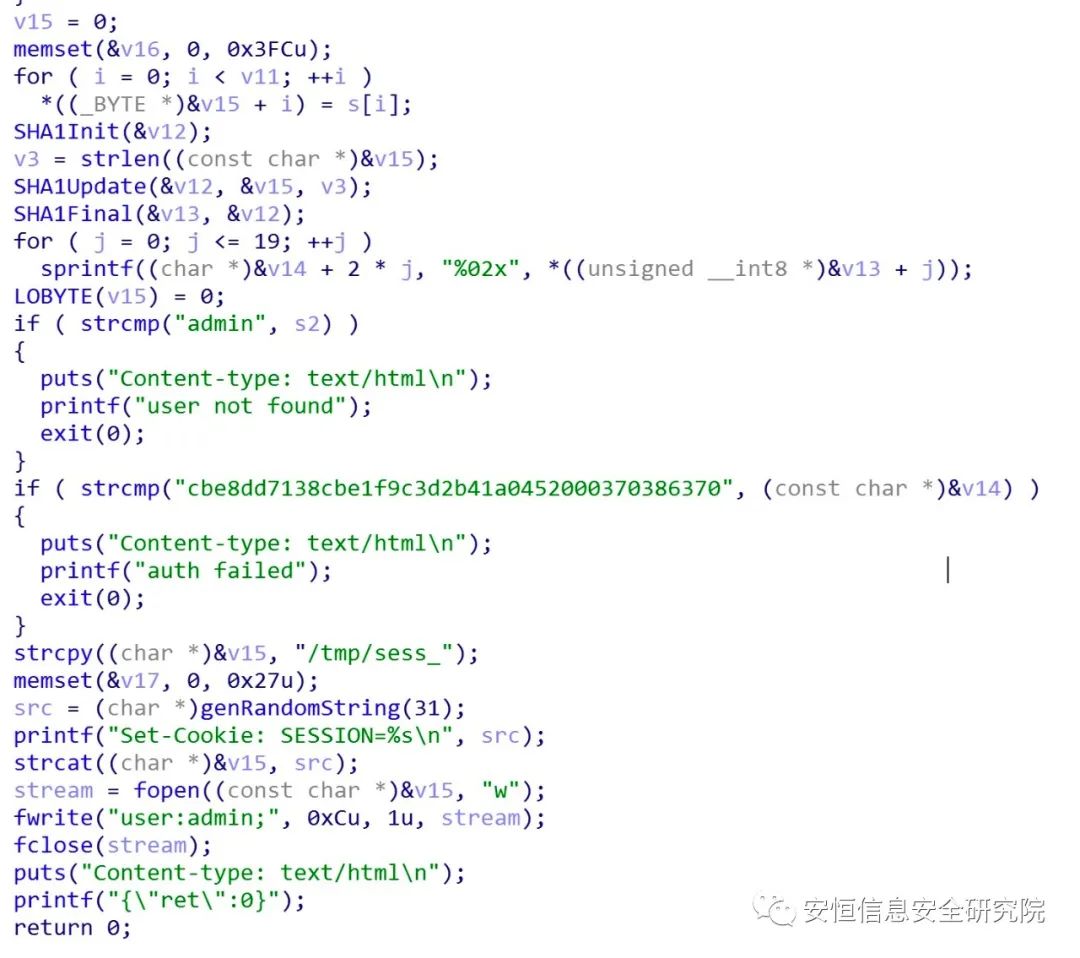 }
v15 = 0;
memset(&v16, 0, 0x3FCu);
for ( i = 0; i < v11; ++i )
  *((_BYTE *)&v15 + i) = s[i];
SHA1Init(&v12);
v3 = strlen((const char *)&v15);
SHA1Update(&v12, &v15, v3);
SHA1Final(&v13, &v12);
for ( j = 0; j <= 19; ++j )
  sprintf((char *)&v14 + 2 * j, "%02x", *((unsigned __int8 *)&v13 + j));
LOBYTE(v15) = 0;
if ( strcmp("admin", s2) )
{
  puts("Content-type: text/html\n");
  printf("user not found");
  exit(0);
}
if ( strcmp("cbe8dd7138cbe1f9c3d2b41a0452000370386370", (const char *)&v14) )
{
  puts("Content-type: text/html\n");
  printf("auth failed");
  exit(0);
}
strcpy((char *)&v15, "/tmp/sess_");
memset(&v17, 0, 0x27u);
src = (char *)genRandomString(31);
printf("Set-Cookie: SESSION=%s\n", src);
strcat((char *)&v15, src);
stream = fopen((const char *)&v15, "w");
fwrite("user:admin;", 0xCu, 1u, stream);
fclose(stream);
puts("Content-type: text/html\n");
printf("{\"ret\":0}");
return 0;
安恒信息安全研究院